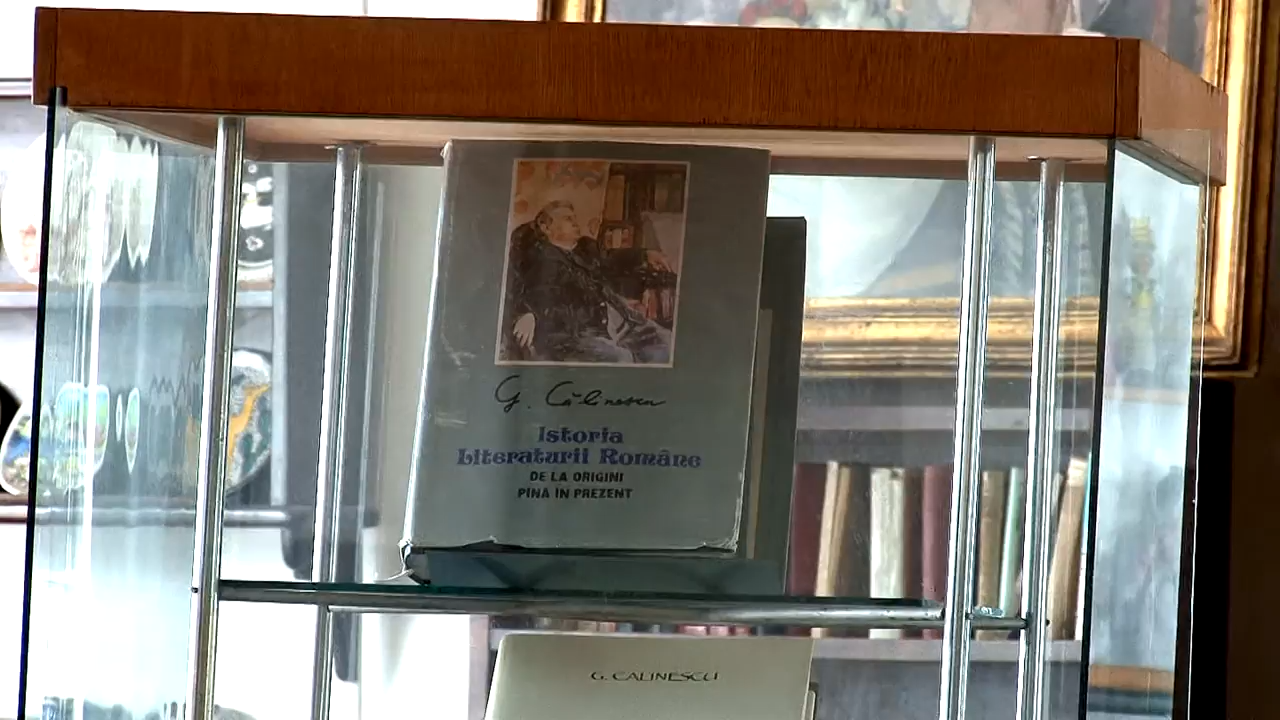 G. Călinescu
Istoria
Literaturii Române
DE LA ORIGINI
PÎNĂ ÎN PREZENT
G. CALINESCU